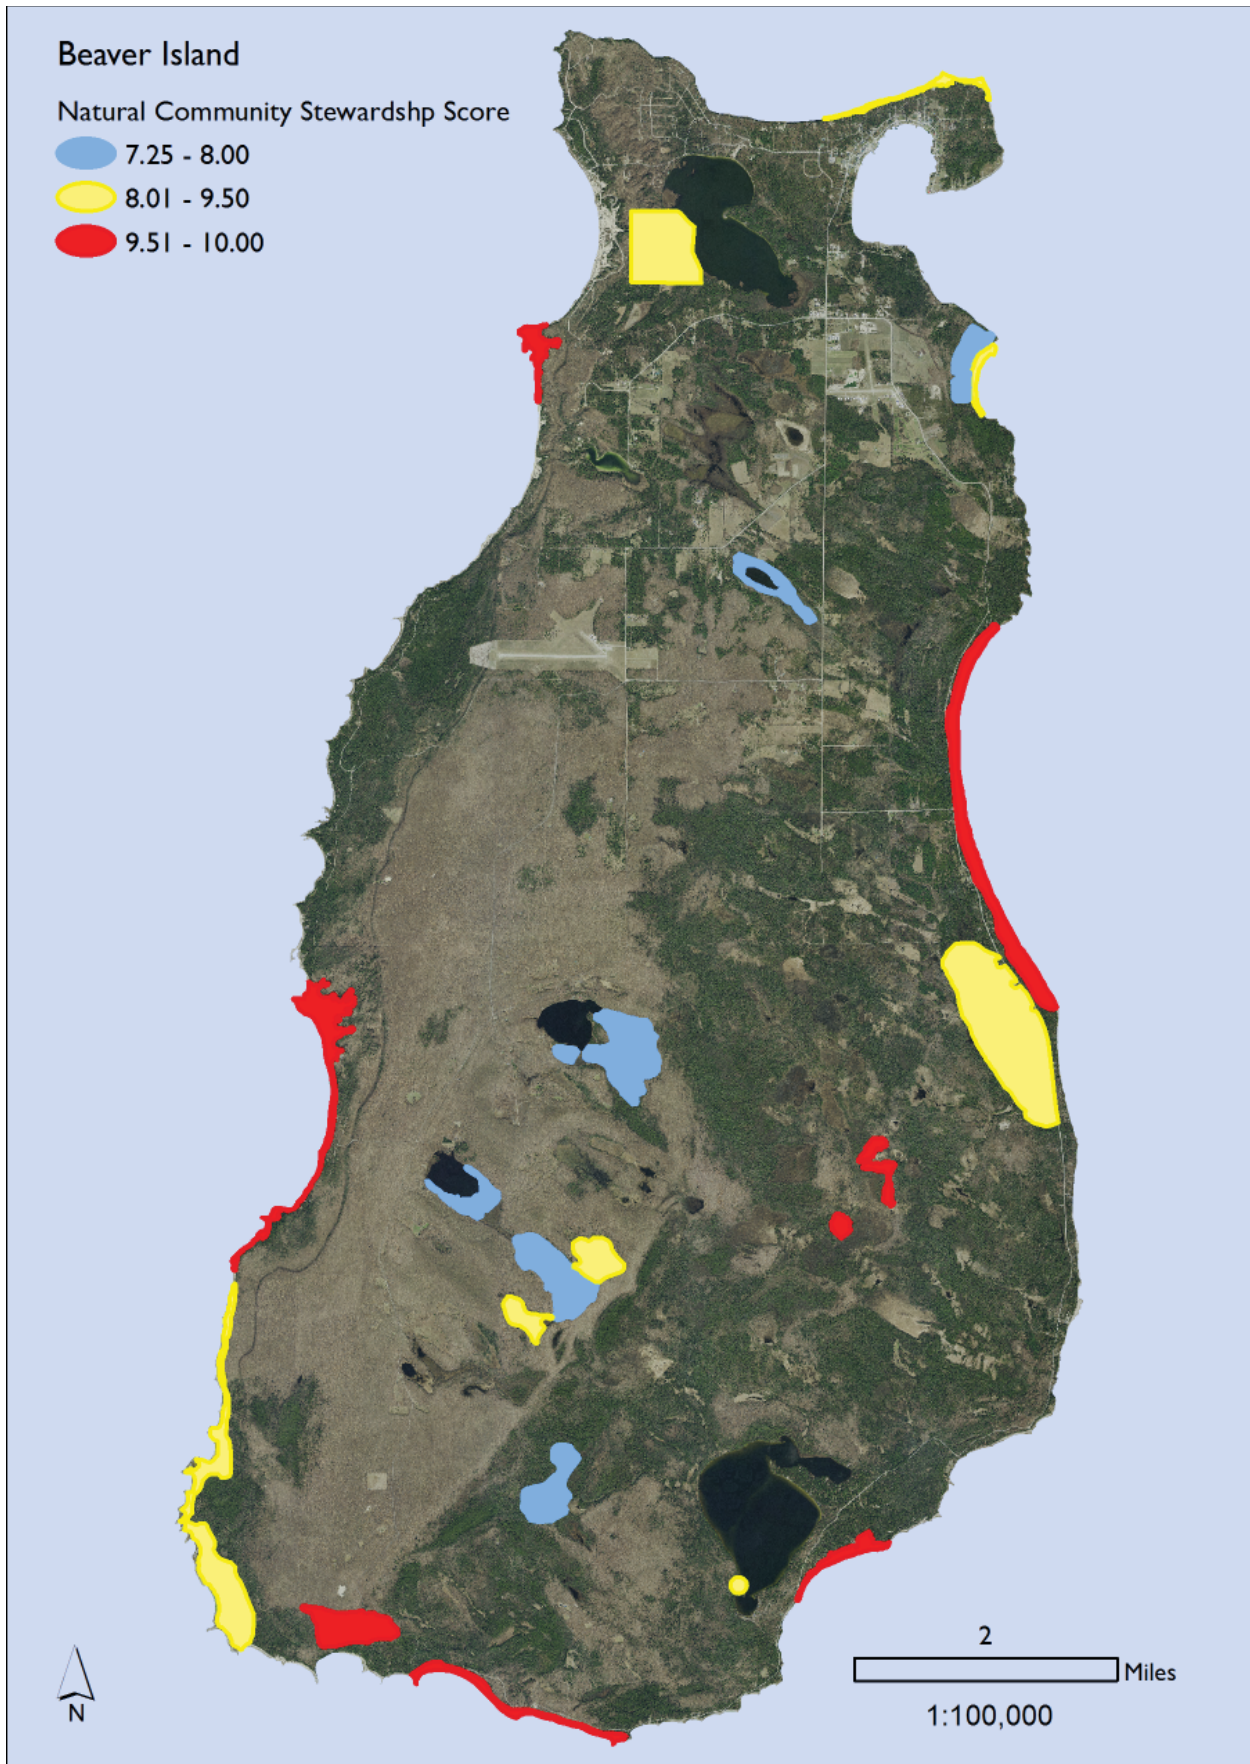 Beaver Island
Natural Community Stewardshp Score
7.25 - 8.00
8.01 - 9.50
9.51 - 10.00
2
Miles
1:100,000
N